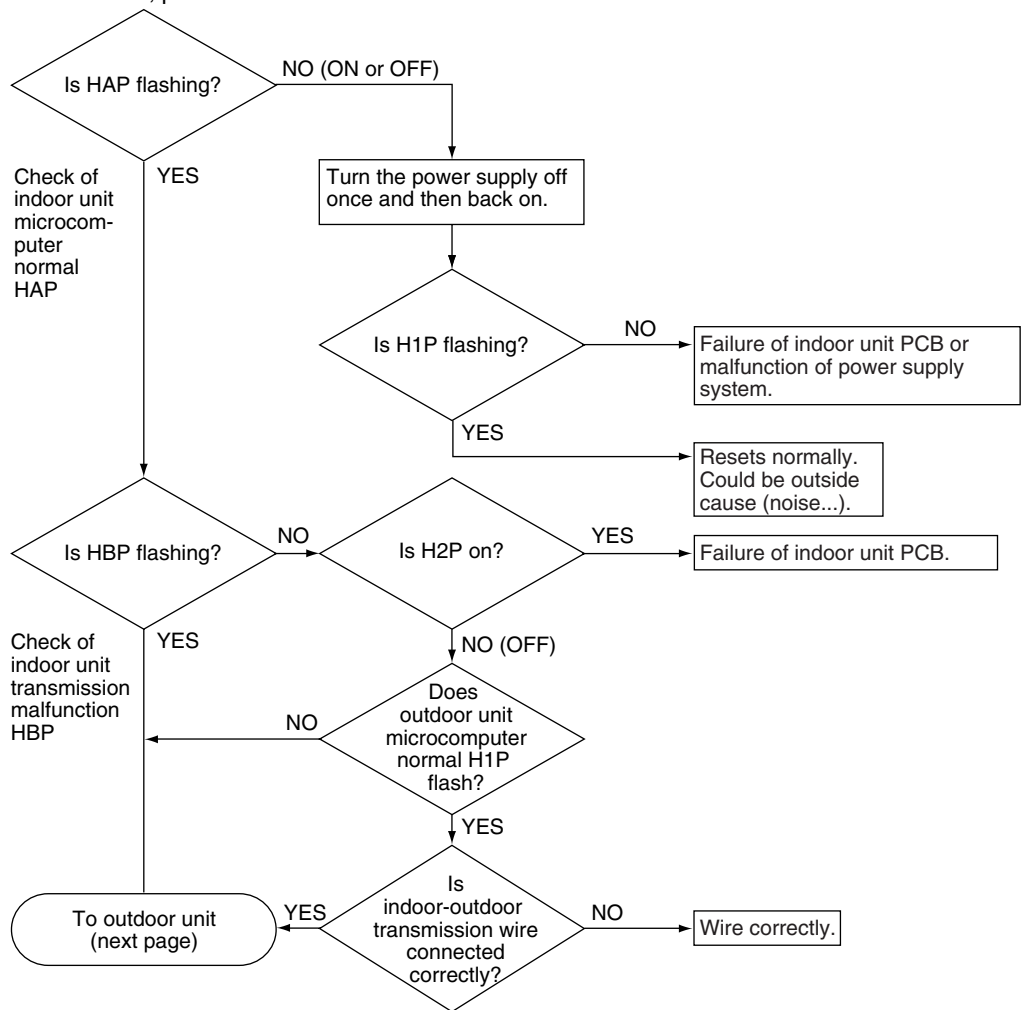 Is HAP flashing?
NO (ON or OFF)
Check of
indoor unit
microcom-
puter
normal
HAP
YES
Turn the power supply off
once and then back on.
Is H1P flashing?
NO
Failure of indoor unit PCB or
malfunction of power supply
system.
YES
Resets normally.
Could be outside
cause (noise...).
Is HBP flashing?
NO
Is H2P on?
YES
Failure of indoor unit PCB.
Check of
indoor unit
transmission
malfunction
HBP
YES
NO (OFF)
Does
outdoor unit
microcomputer
normal H1P
flash?
NO
YES
Is
indoor-outdoor
transmission wire
connected
correctly?
YES
To outdoor unit
(next page)
NO
Wire correctly.